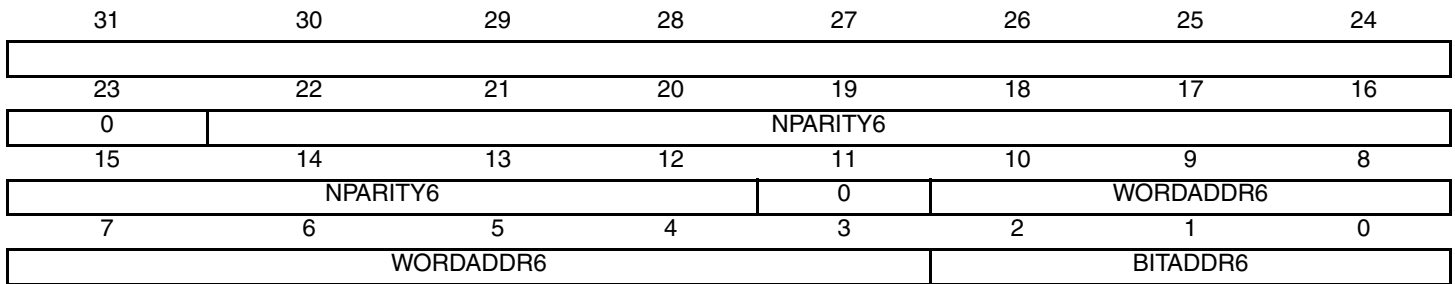 31 30 29 28 27 26 25 24
23 22 21 20 19 18 17 16
0 NPARITY6
15 14 13 12 11 10 9 8
NPARITY6 0 WORDADDR6
7 6 5 4 3 2 1 0
WORDADDR6 BITADDR6